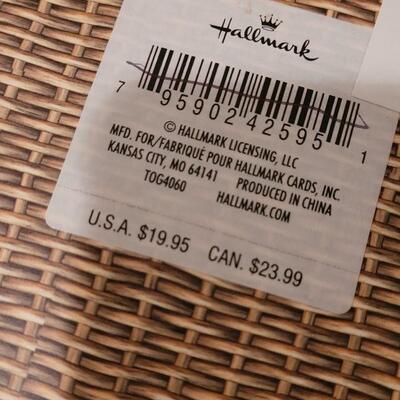 Hallmark
7 95902 42595 1
© HALLMARK LICENSING, LLC
MFD. FOR/FABRIQUÉ POUR HALLMARK CARDS, INC.
KANSAS CITY, MO 64141 PRODUCED IN CHINA
TOG4060 HALLMARK.COM
U.S.A. $19.95 CAN. $23.99